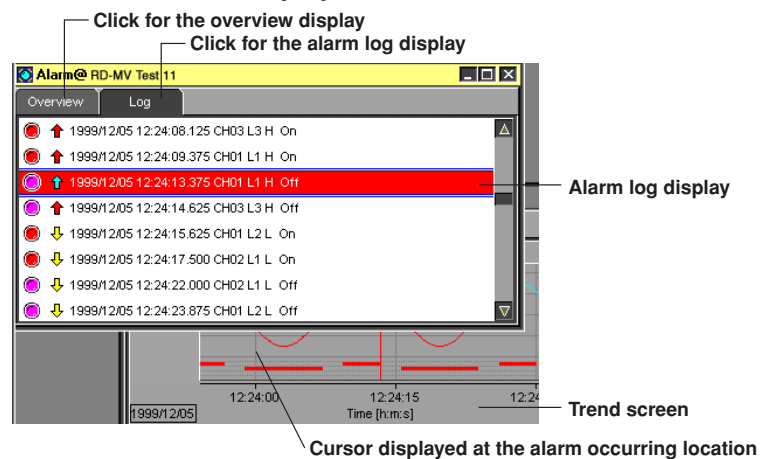 Click for the overview display
Click for the alarm log display
Alarm@ RD-MV Test 11
Overview Log
1999/12/05 12:24:08.125 CH03 L3 H On
1999/12/05 12:24:09.375 CH01 L1 H On
1999/12/05 12:24:13.375 CH01 L1 H Off
Alarm log display
1999/12/05 12:24:14.625 CH03 L3 H Off
1999/12/05 12:24:15.625 CH01 L2 L On
1999/12/05 12:24:17.500 CH02 L1 L On
1999/12/05 12:24:22.000 CH02 L1 L Off
1999/12/05 12:24:23.875 CH01 L2 L Off
12:24:00 12:24:15 12:24
1999/12/05 Time [h:m:s]
Trend screen
Cursor displayed at the alarm occurring location